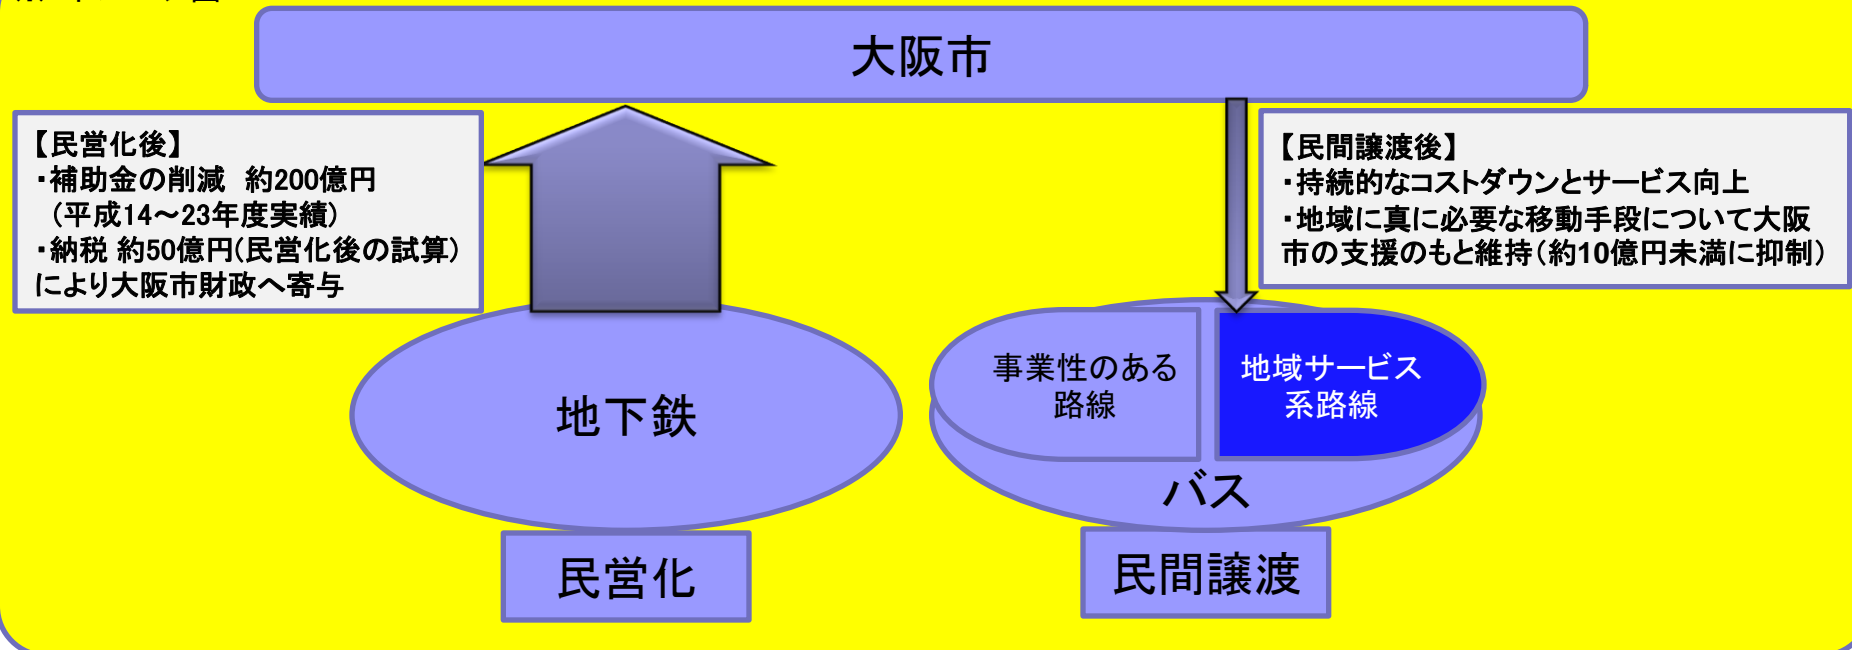 大阪市
【民営化後】
・補助金の削減 約200億円
(平成14～23年度実績)
・納税 約50億円(民営化後の試算)
により大阪市財政へ寄与
【民間譲渡後】
・持続的なコストダウンとサービス向上
・地域に真に必要な移動手段について大阪
市の支援のもと維持(約10億円未満に抑制)
地下鉄
事業性のある
路線
地域サービス
系路線
バス
民営化
民間譲渡